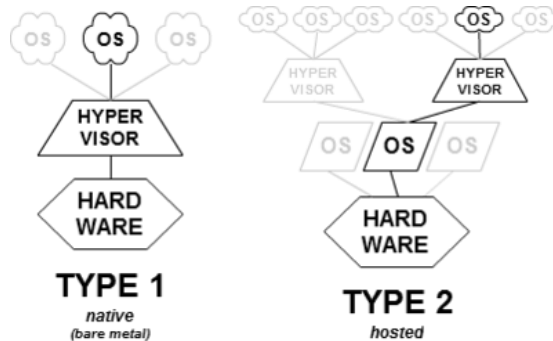 OS OS OS
HYPER
VISOR
HARD
WARE
TYPE 1
native
(bare metal)
OS OS OS OS OS OS
HYPER
VISOR
HYPER
VISOR
OS OS OS
HARD
WARE
TYPE 2
hosted